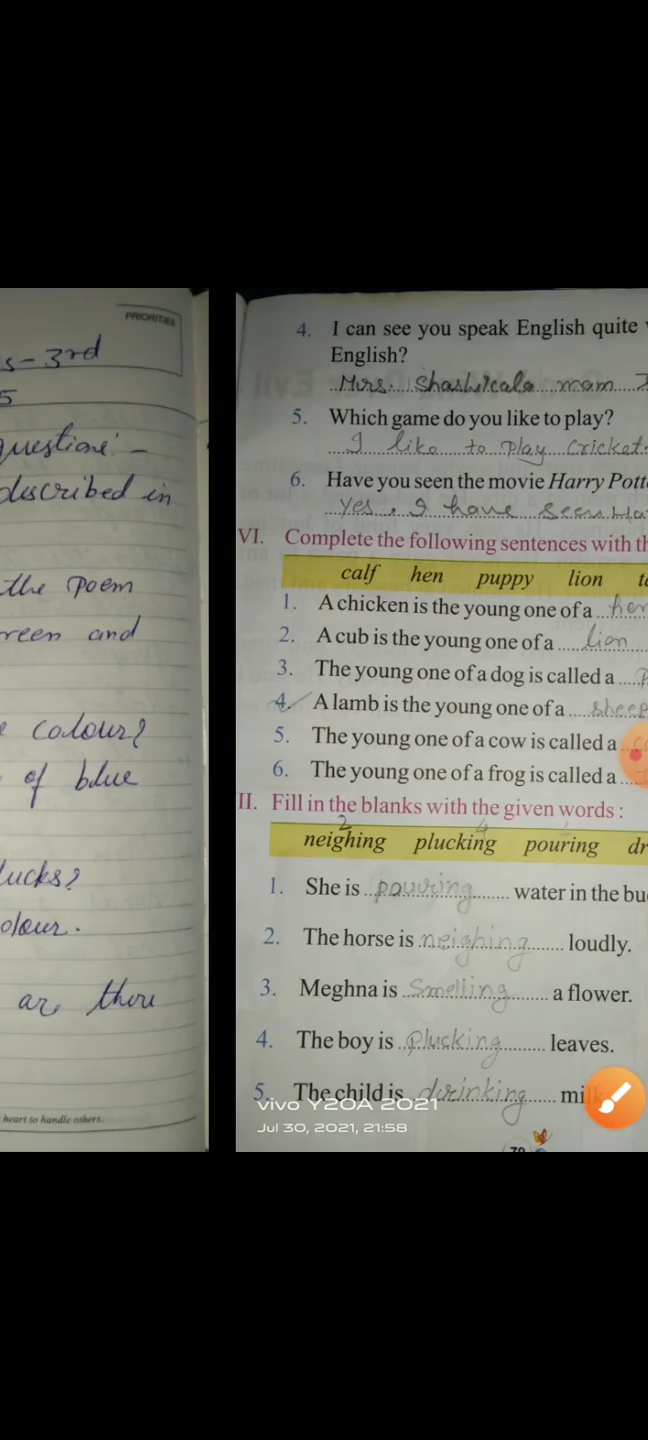 PRIORITIES
s-3rd
5
questions:-
described in
the poem
reen and
e colour?
of blue
lucks?
olour.
are there
heart to handle others.
4. I can see you speak English quite
English?
Mrs. Shashikala mam
5. Which game do you like to play?
I like to play cricket.
6. Have you seen the movie Harry Pott
Yes, I have seen Ha
VI. Complete the following sentences with th
calf hen puppy lion ta
1. A chicken is the young one of a hen
2. A cub is the young one of a lion
3. The young one of a dog is called a p
4. A lamb is the young one of a sheep
5. The young one of a cow is called a
6. The young one of a frog is called a
II. Fill in the blanks with the given words :
2 4 1
neighing plucking pouring dr
1. She is pouring water in the bu
2. The horse is neighing loudly.
3. Meghna is Smelling a flower.
4. The boy is plucking leaves.
5. The child is drinking milk
vivo Y20A 2021
Jul 30, 2021, 21:58